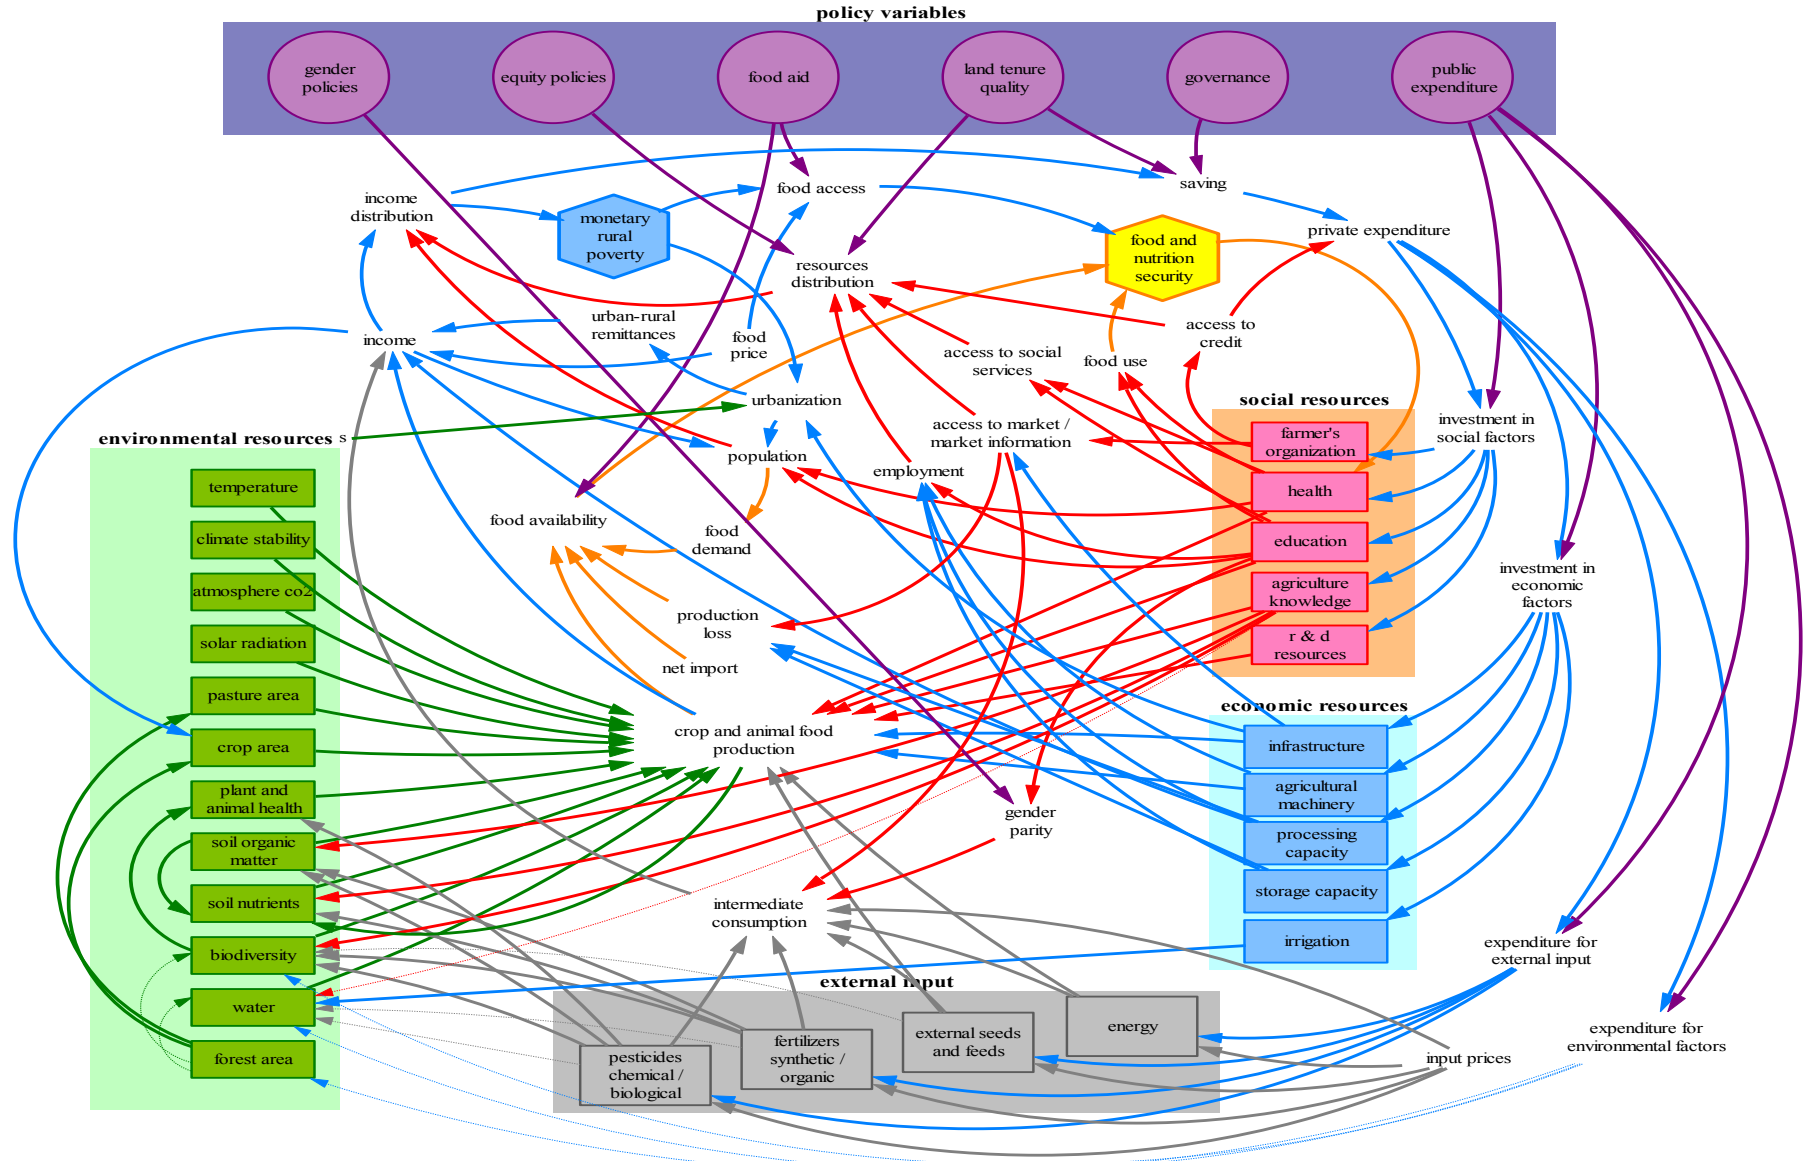 policy variables
gender
policies
equity policies
food aid
land tenure
quality
governance
public
expenditure
income
distribution
monetary
rural
poverty
food access
saving
private expenditure
food and
nutrition
security
resources
distribution
urban-rural
remittances
food
price
income
access to
credit
access to social
services
food use
urbanization
social resources
access to market /
market information
investment in
social factors
environmental resources
s
population
employment
farmer's
organization
health
education
agriculture
knowledge
r & d
resources
temperature
climate stability
atmosphere co2
solar radiation
pasture area
crop area
plant and
animal health
soil organic
matter
soil nutrients
biodiversity
water
forest area
food availability
food
demand
production
loss
net import
investment in
economic
factors
crop and animal food
production
economic resources
infrastructure
agricultural
machinery
processing
capacity
storage capacity
irrigation
gender
parity
intermediate
consumption
expenditure for
external input
external input
pesticides
chemical /
biological
fertilizers
synthetic /
organic
external seeds
and feeds
energy
input prices
expenditure for
environmental factors